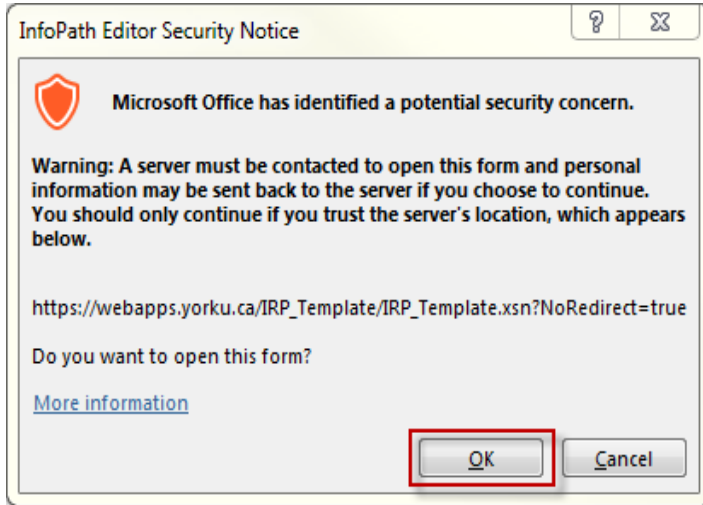 InfoPath Editor Security Notice
Microsoft Office has identified a potential security concern.
Warning: A server must be contacted to open this form and personal
information may be sent back to the server if you choose to continue.
You should only continue if you trust the server's location, which appears
below.
https://webapps.yorku.ca/IRP_Template/IRP_Template.xsn?NoRedirect=true
Do you want to open this form?
More information
OK Cancel